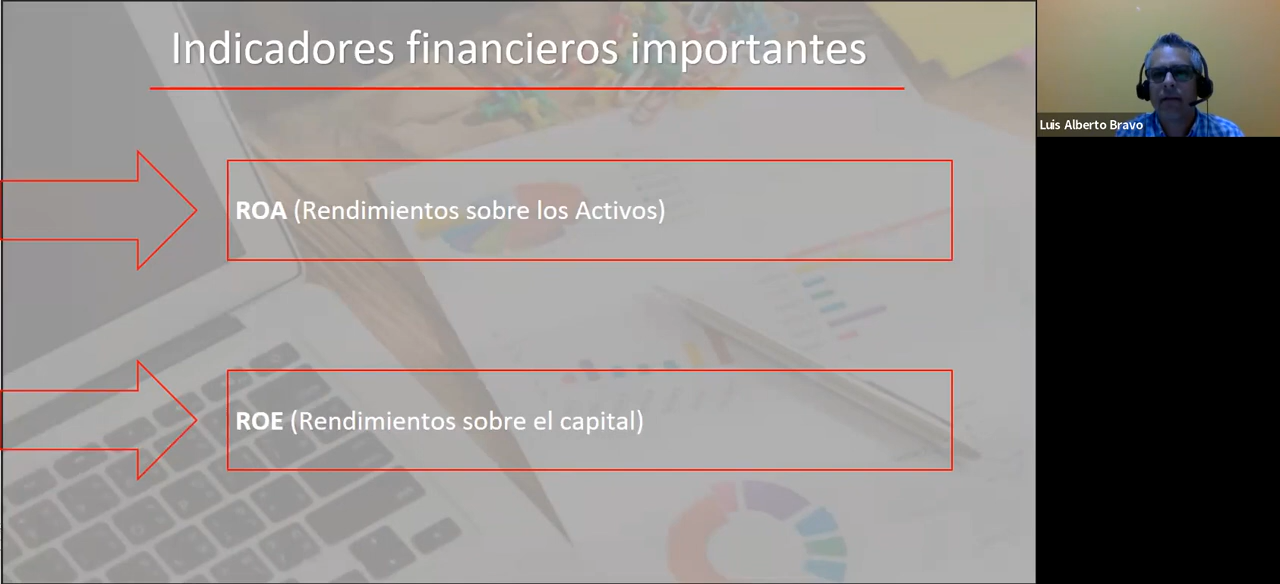 Indicadores financieros importantes
ROA (Rendimientos sobre los Activos)
ROE (Rendimientos sobre el capital)
Luis Alberto Bravo